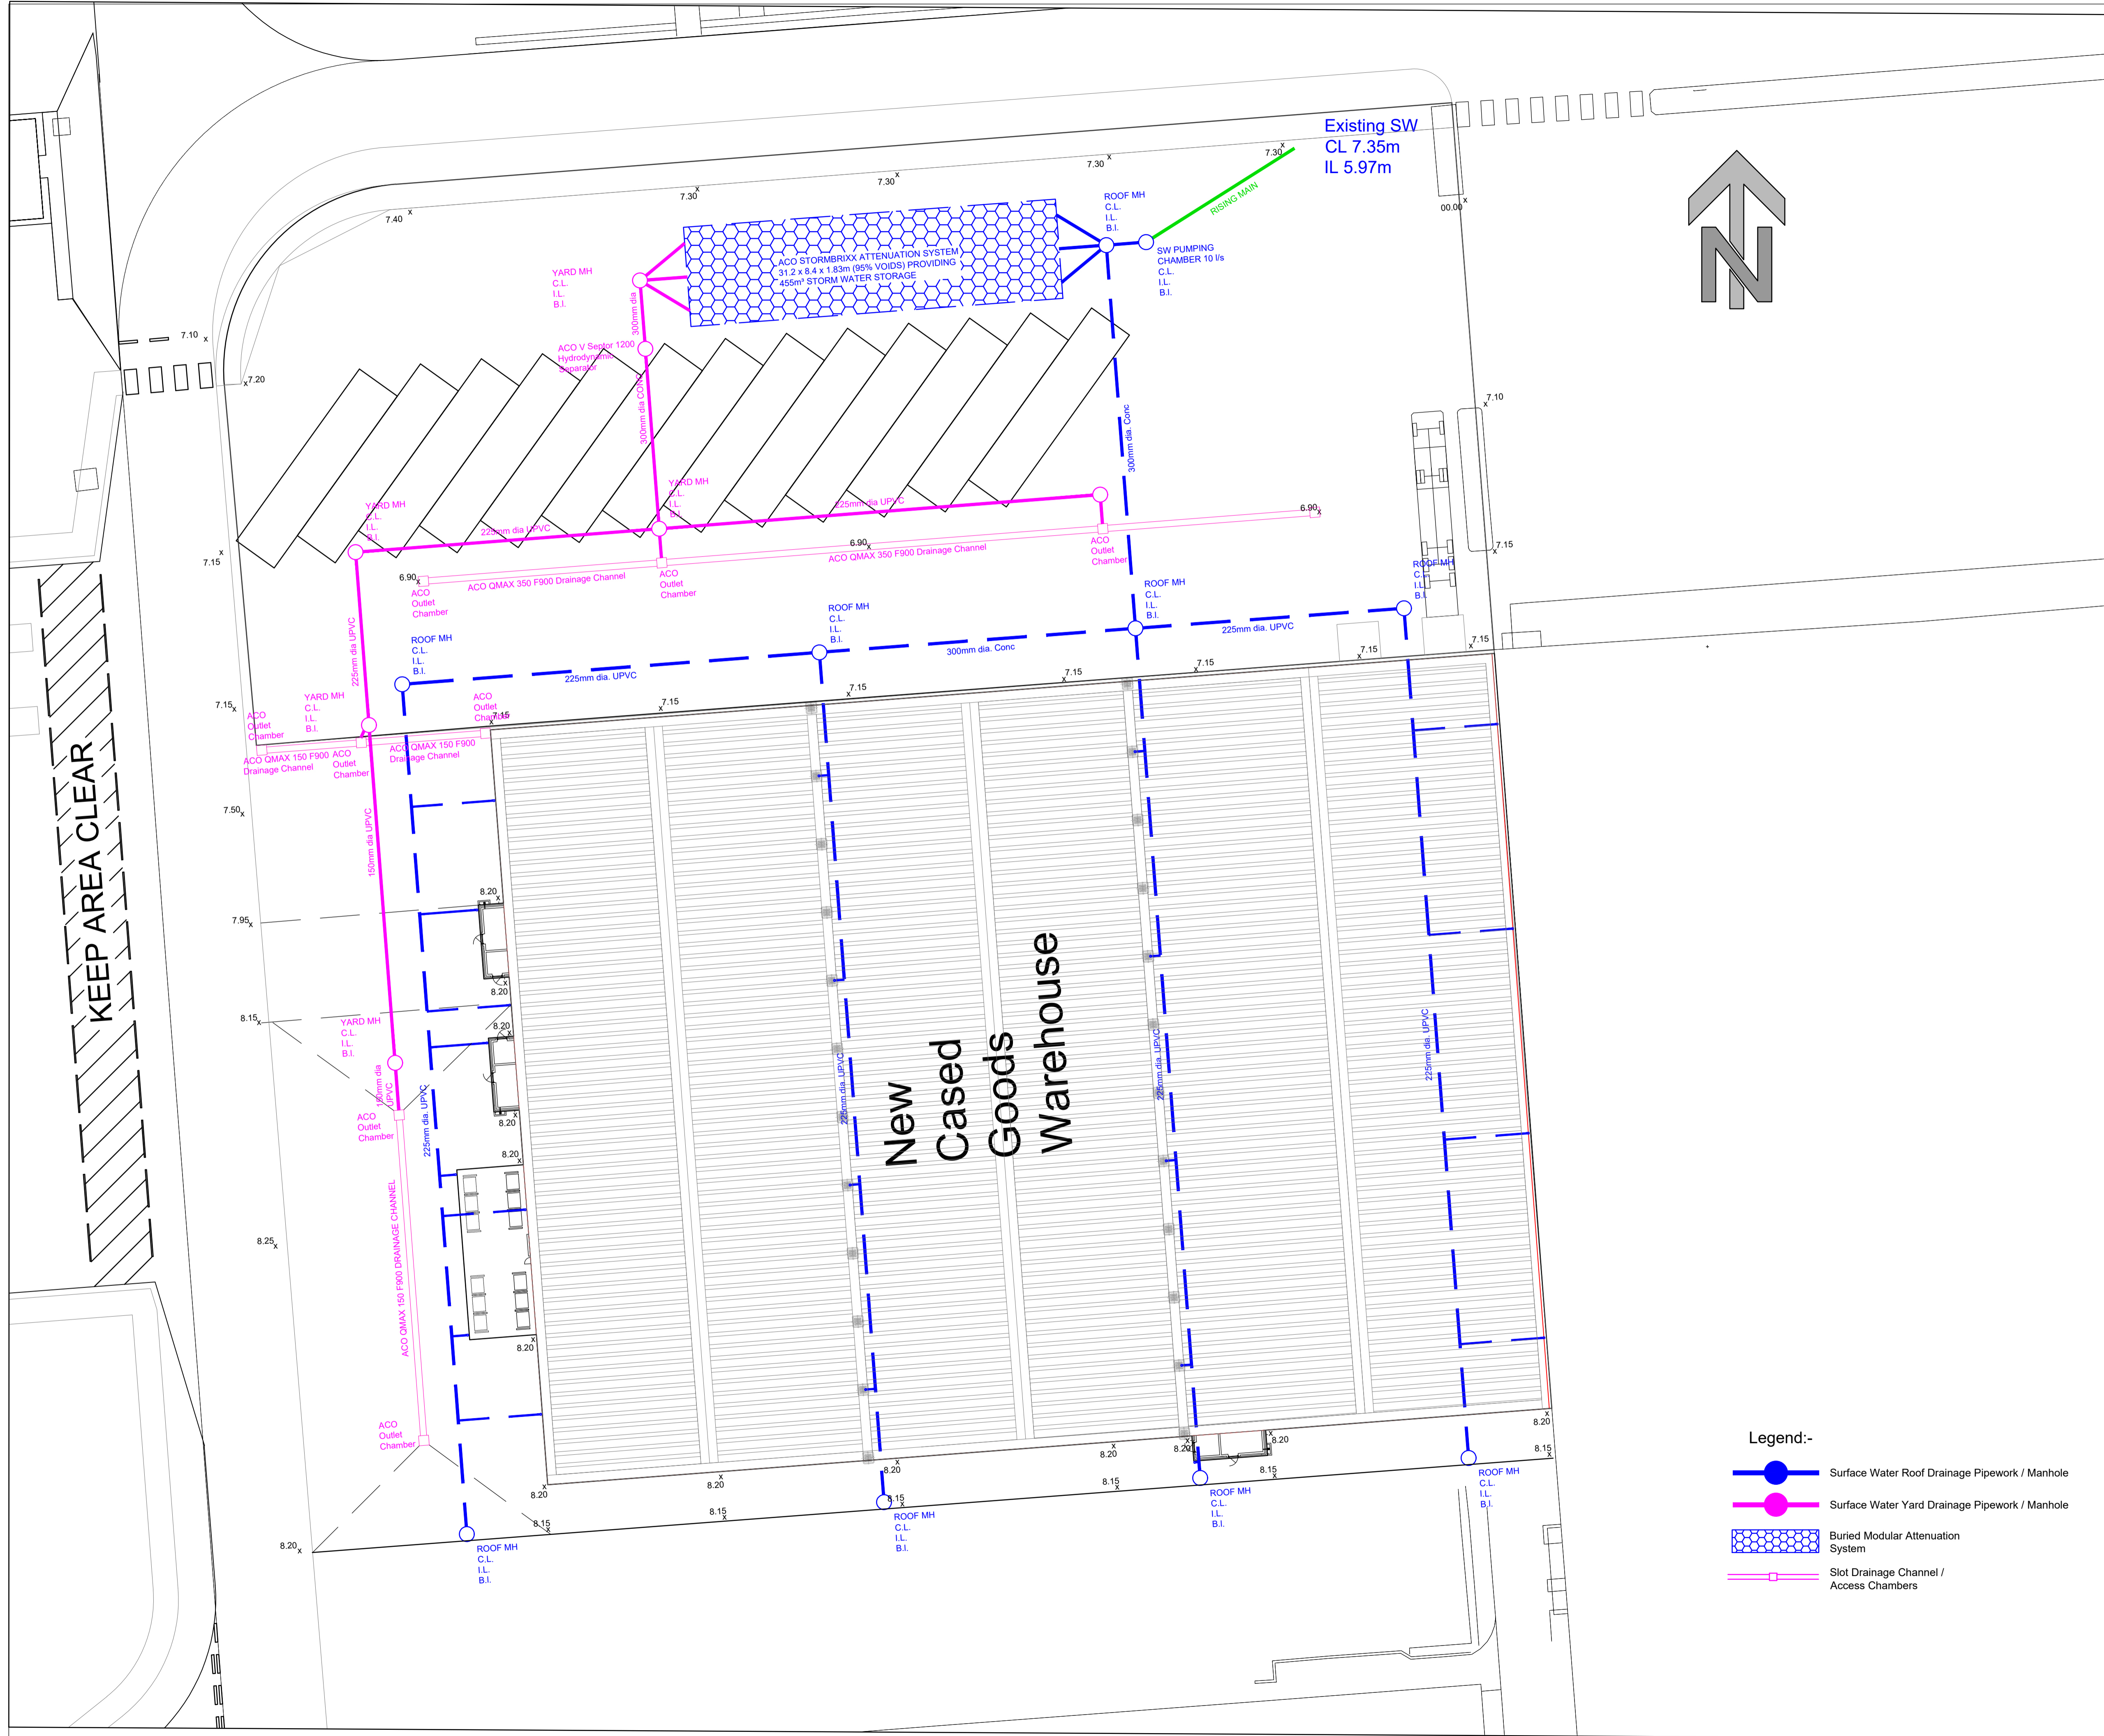 Existing SW
CL 7.35m
IL 5.97m
7.30
7.30
7.30
7.30
7.40
RISING MAIN
00.00
ROOF MH
C.L.
I.L.
B.I.
SW PUMPING
CHAMBER 10 l/s
C.L.
I.L.
B.I.
ACO STORMBRIXX ATTENUATION SYSTEM
31.2 x 8.4 x 1.83m (95% VOIDS) PROVIDING
455m³ STORM WATER STORAGE
YARD MH
C.L.
I.L.
B.I.
300mm dia
ACO V Septor 1200
Hydrodynamic
Separator
300mm dia CONC
7.10
7.20
7.10
300mm dia. Conc
YARD MH
C.L.
I.L.
B.I.
225mm dia UPVC
YARD MH
C.L.
I.L.
B.I.
225mm dia UPVC
6.90
6.90
6.90
ACO QMAX 350 F900 Drainage Channel
ACO QMAX 350 F900 Drainage Channel
ACO
Outlet
Chamber
ACO
Outlet
Chamber
ACO
Outlet
Chamber
7.15
7.15
ROOF MH
C.L.
I.L.
B.I.
ROOF MH
C.L.
I.L.
B.I.
ROOF MH
C.L.
I.L.
B.I.
ROOF MH
C.L.
I.L.
B.I.
225mm dia UPVC
225mm dia. UPVC
300mm dia. Conc
225mm dia. UPVC
7.15
7.15
7.15
7.15
7.15
7.15
7.15
7.15
YARD MH
C.L.
I.L.
B.I.
ACO
Outlet
Chamber
ACO
Outlet
Chamber
ACO
Outlet
Chamber
ACO QMAX 150 F900
Drainage Channel
ACO QMAX 150 F900
Drainage Channel
KEEP AREA CLEAR
7.50
150mm dia UPVC
7.95
8.20
8.20
8.15
8.20
YARD MH
C.L.
I.L.
B.I.
150mm dia
UPVC
ACO
Outlet
Chamber
225mm dia. UPVC
8.20
8.20
New
Cased
Goods
Warehouse
225mm dia. UPVC
225mm dia. UPVC
225mm dia. UPVC
8.25
ACO QMAX 150 F900 DRAINAGE CHANNEL
8.20
ACO
Outlet
Chamber
8.20
8.20
8.20
8.20
8.20
8.20
8.20
8.20
8.15
8.15
8.15
8.15
8.15
8.20
ROOF MH
C.L.
I.L.
B.I.
ROOF MH
C.L.
I.L.
B.I.
ROOF MH
C.L.
I.L.
B.I.
ROOF MH
C.L.
I.L.
B.I.
N
Legend:-
Surface Water Roof Drainage Pipework / Manhole
Surface Water Yard Drainage Pipework / Manhole
Buried Modular Attenuation
System
Slot Drainage Channel /
Access Chambers